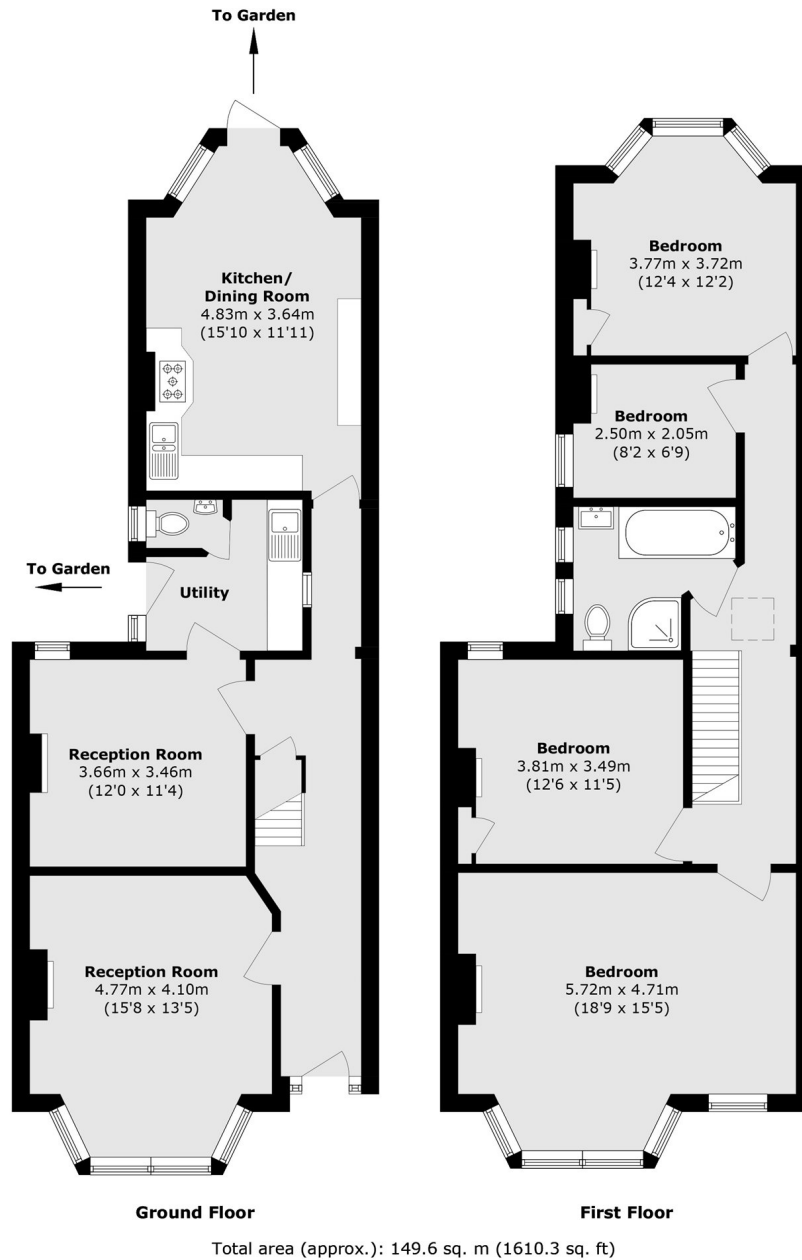 To Garden
Kitchen/
Dining Room
4.83m x 3.64m
(15'10 x 11'11)
To Garden
Utility
Reception Room
3.66m x 3.46m
(12'0 x 11'4)
Reception Room
4.77m x 4.10m
(15'8 x 13'5)
Ground Floor
Bedroom
3.77m x 3.72m
(12'4 x 12'2)
Bedroom
2.50m x 2.05m
(8'2 x 6'9)
Bedroom
3.81m x 3.49m
(12'6 x 11'5)
Bedroom
5.72m x 4.71m
(18'9 x 15'5)
First Floor
Total area (approx.): 149.6 sq. m (1610.3 sq. ft)